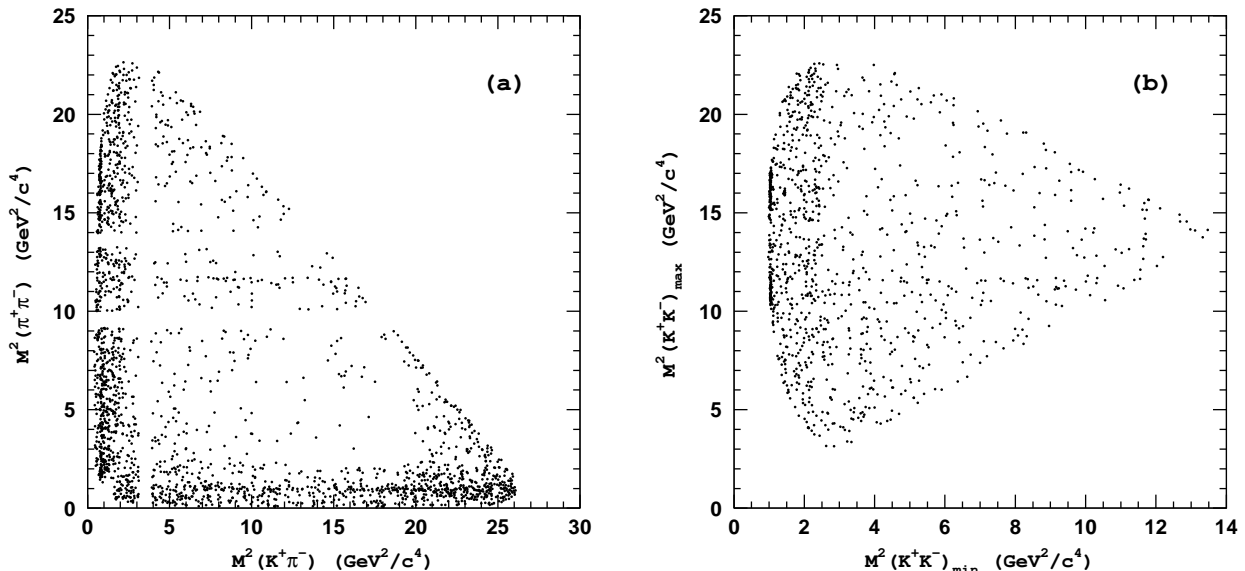 25
20
15
10
5
0
0 5 10 15 20 25 30
M²(K⁺π⁻) (GeV²/c⁴)
M²(π⁺π⁻) (GeV²/c⁴)
(a)
25
20
15
10
5
0
0 2 4 6 8 10 12 14
M²(K⁺K⁻)min (GeV²/c⁴)
M²(K⁺K⁻)max (GeV²/c⁴)
(b)